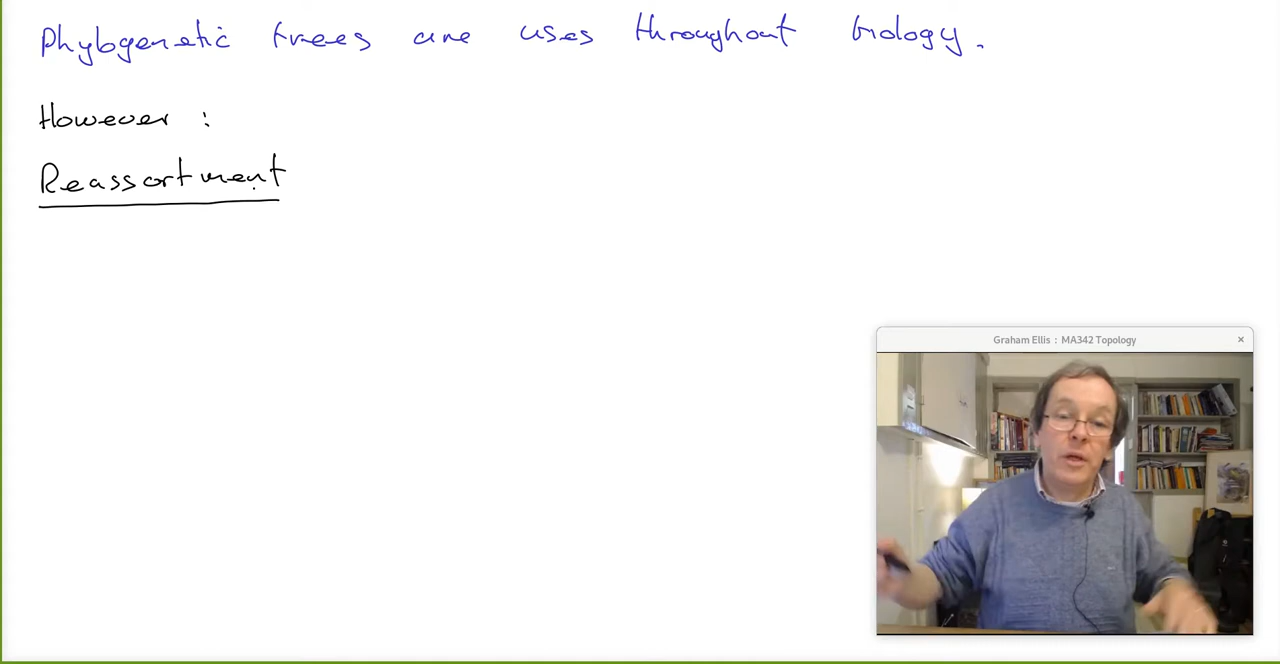 Phylogenetic trees are uses throughout biology.
However :
Reassortment
Graham Ellis : MA342 Topology